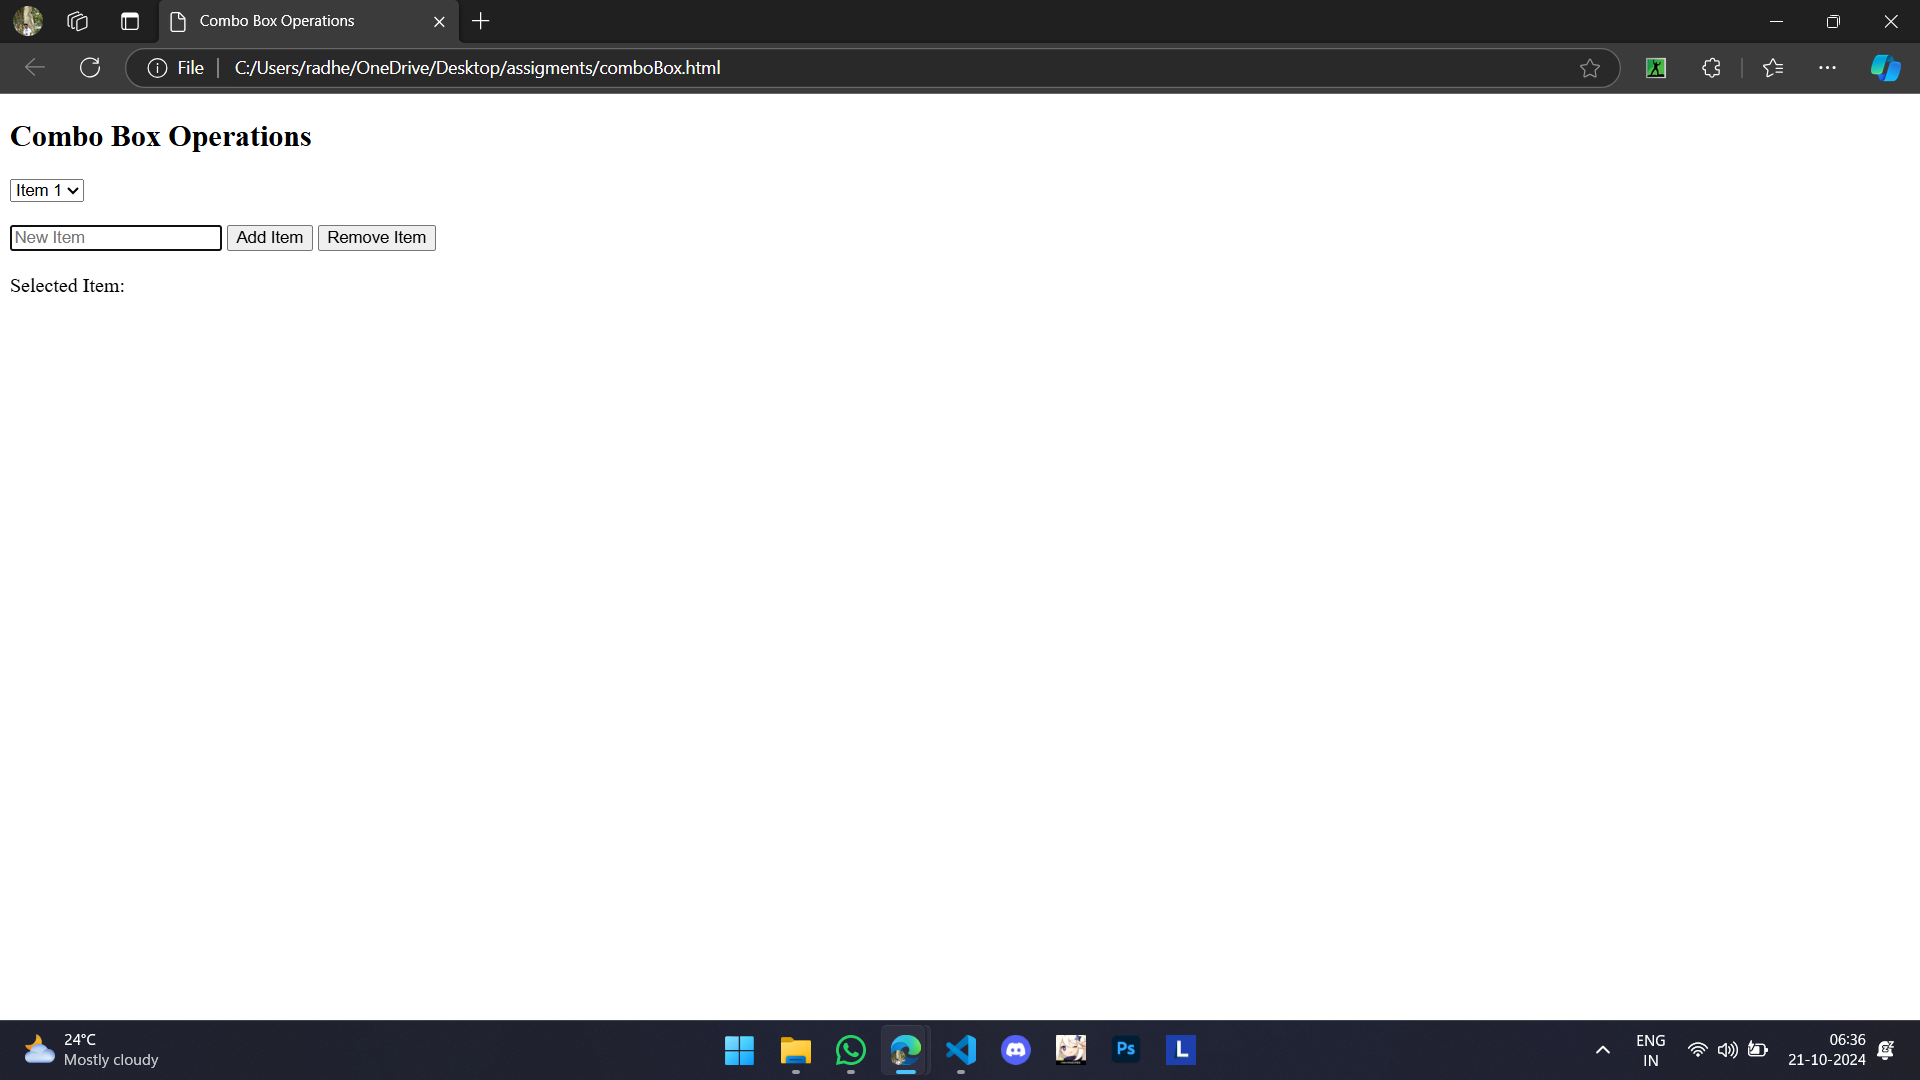 Combo Box Operations
File
C:/Users/radhe/OneDrive/Desktop/assigments/comboBox.html
Combo Box Operations
Item 1
New Item
Add Item
Remove Item
Selected Item:
24°C
Mostly cloudy
Ps
L
ENG
IN
06:36
21-10-2024